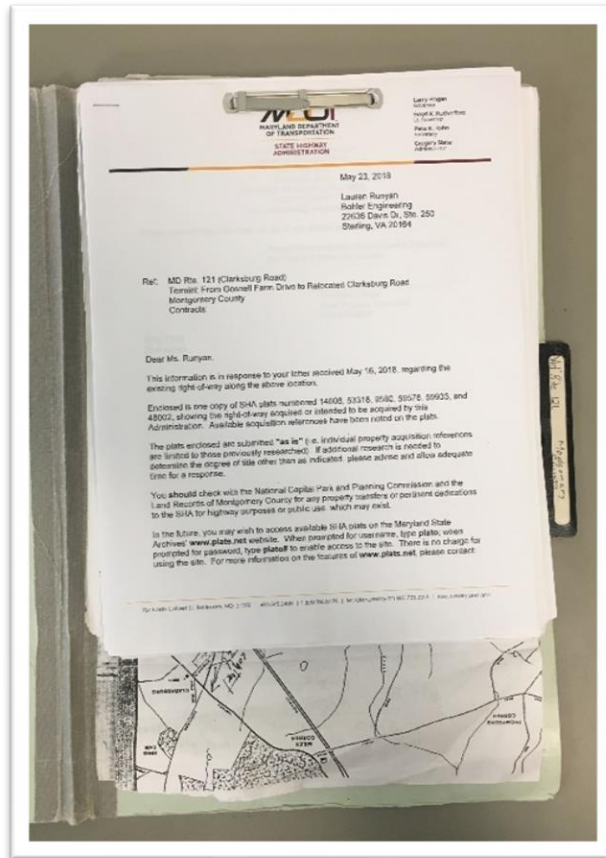 MARYLAND DEPARTMENT
OF TRANSPORTATION
STATE HIGHWAY
ADMINISTRATION
Larry Hogan
Governor
Boyd K. Rutherford
Lt. Governor
Pete K. Rahn
Secretary
Gregory Slater
Administrator
May 23, 2018
Lauren Runyan
Bohler Engineering
22636 Davis Dr, Ste. 250
Sterling, VA 20164
Ref: MD Rte. 121 (Clarksburg Road)
Termini: From Gosnell Farm Drive to Relocated Clarksburg Road
Montgomery County
Contracts:
Dear Ms. Runyan,
This information is in response to your letter received May 16, 2018, regarding the
existing right-of-way along the above location.
Enclosed is one copy of SHA plats numbered 53318, 59578, 59935, and
48002, showing the right-of-way acquired or intended to be acquired by this
Administration. Available acquisition references have been noted on the plats.
The plats enclosed are submitted "as is" (i.e. individual property acquisition references
are limited to those previously researched). If additional research is needed to
determine the degree of title other than as indicated, please advise and allow adequate
time for a response.
You should check with the National Capital Park and Planning Commission and the
Land Records of Montgomery County for any property transfers or pertinent dedications
to the SHA for highway purposes or public use, which may exist.
In the future, you may wish to access available SHA plats on the Maryland State
Archives' www.plats.net website. When prompted for username, type plato; when
prompted for password, type plato# to enable access to the site. There is no charge for
using the site. For more information on the features of www.plats.net, please contact
CLARKSBURG